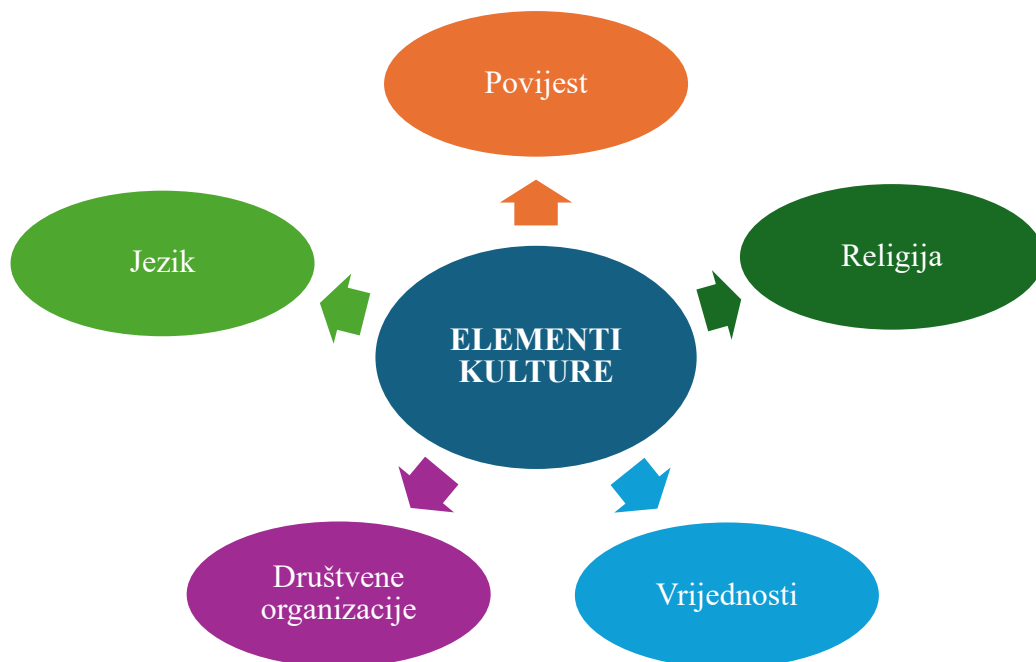 Povijest
Jezik
Religija
ELEMENTI
KULTURE
Društvene
organizacije
Vrijednosti